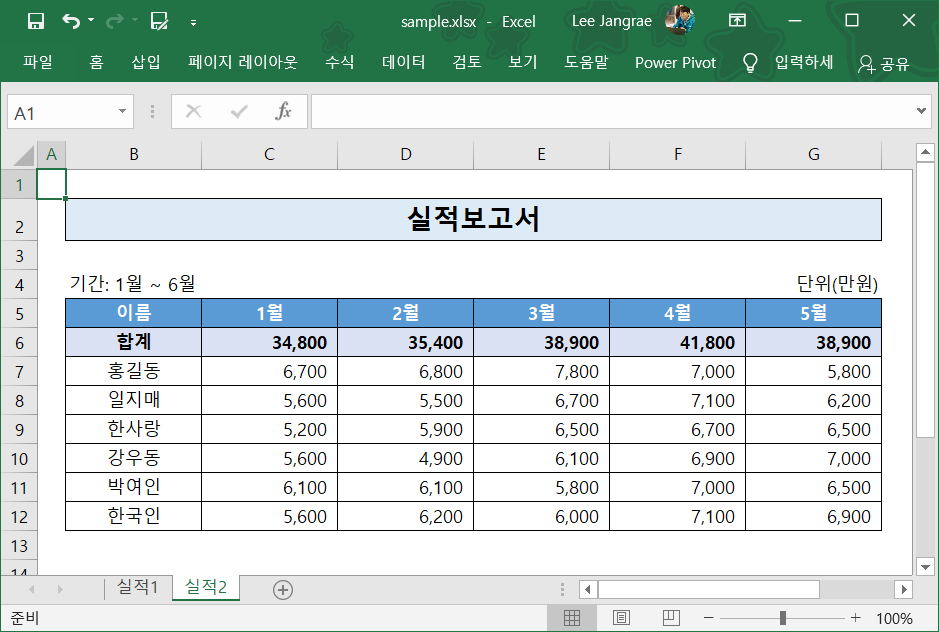 sample.xlsx - Excel Lee Jangrae
파일 홈 삽입 페이지 레이아웃 수식 데이터 검토 보기 도움말 Power Pivot 입력하세 공유
A1 fx
A B C D E F G
1
2 실적보고서
3
4 기간: 1월 ~ 6월 단위(만원)
5 이름 1월 2월 3월 4월 5월
6 합계 34,800 35,400 38,900 41,800 38,900
7 홍길동 6,700 6,800 7,800 7,000 5,800
8 일지매 5,600 5,500 6,700 7,100 6,200
9 한사랑 5,200 5,900 6,500 6,700 6,500
10 강우동 5,600 4,900 6,100 6,900 7,000
11 박여인 6,100 6,100 5,800 7,000 6,500
12 한국인 5,600 6,200 6,000 7,100 6,900
13
14
실적1 실적2
준비 100%